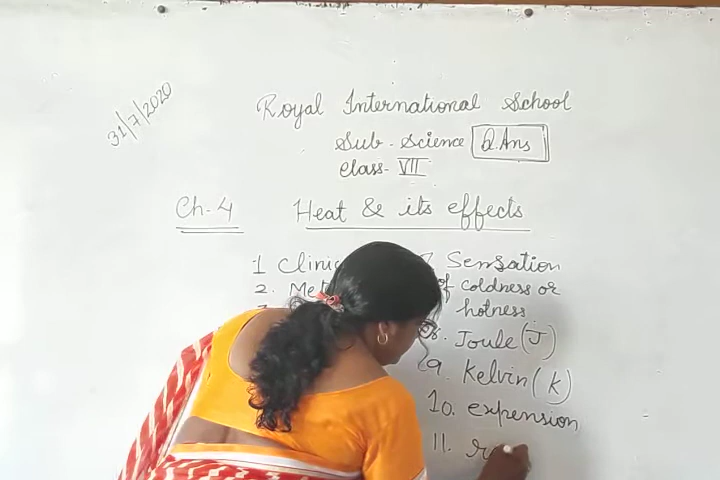 31/7/2020
Royal International School
Sub - Science Q.Ans
Class - VII
Ch-4 Heat & its effects
1 Clinic
2. Met
7 Sensation
of coldness or
hotness
8. Joule (J)
9. Kelvin (K)
10. expension
11.